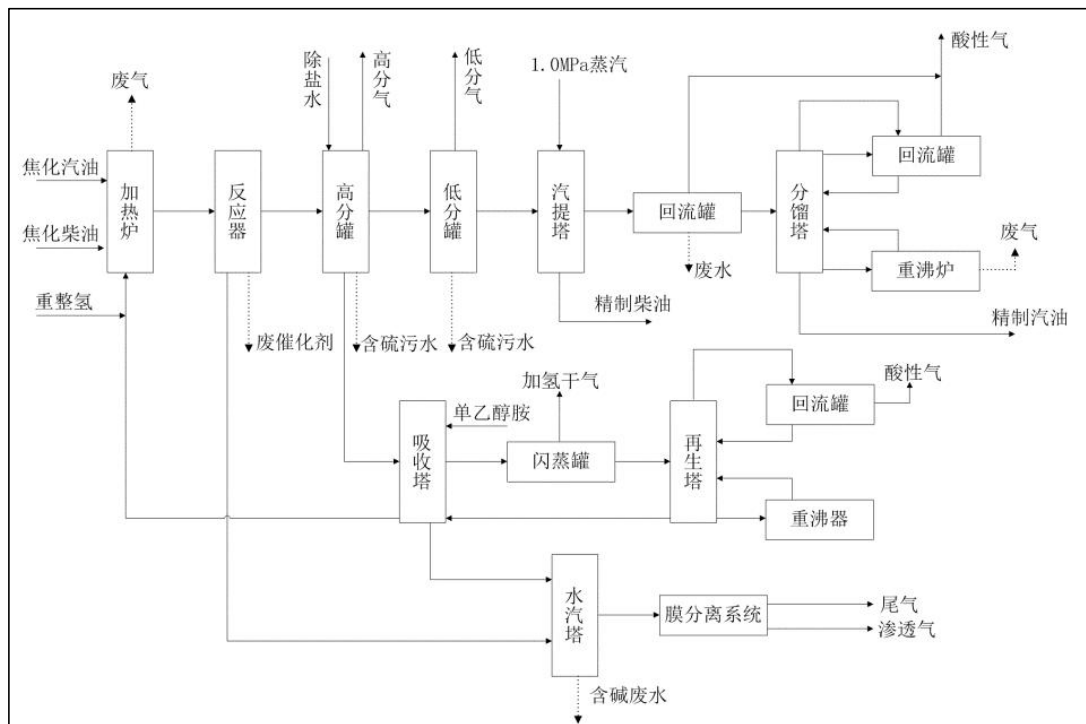 酸性气
除盐水
高分气
低分气
1.0MPa蒸汽
废气
焦化汽油
加热炉
反应器
高分罐
低分罐
汽提塔
回流罐
分馏塔
回流罐
焦化柴油
重沸炉
废气
废水
重整氢
精制柴油
精制汽油
废催化剂
含硫污水
含硫污水
加氢干气
酸性气
单乙醇胺
回流罐
吸收塔
闪蒸罐
再生塔
重沸器
水汽塔
膜分离系统
尾气
渗透气
含碱废水